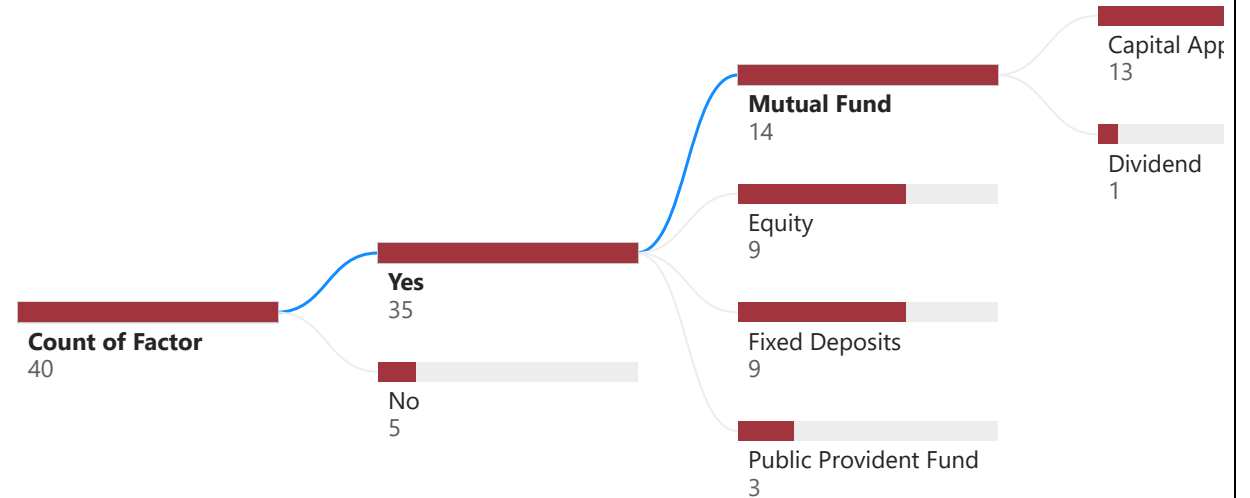 Count of Factor
40
Yes
35
No
5
Mutual Fund
14
Equity
9
Fixed Deposits
9
Public Provident Fund
3
Capital App
13
Dividend
1